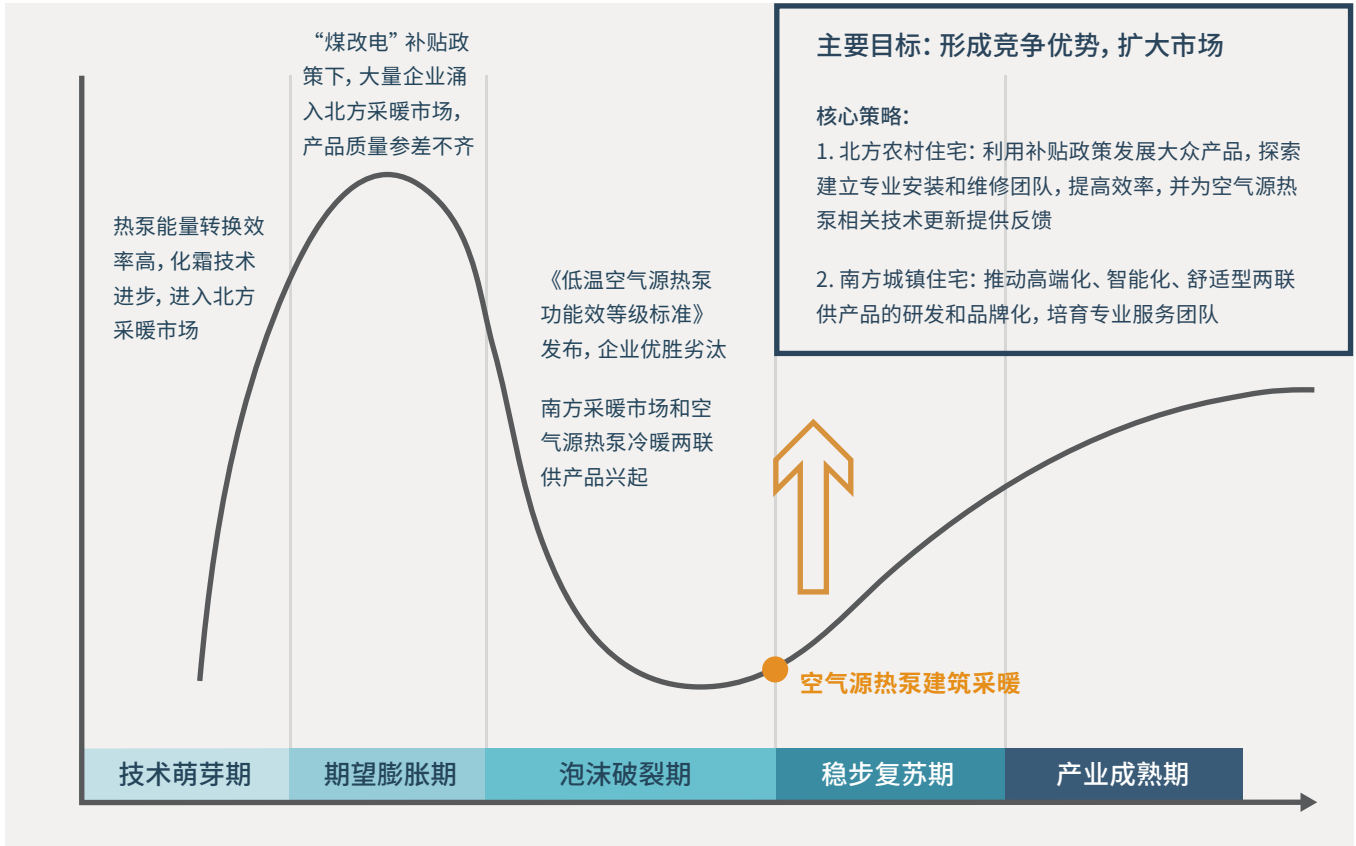 “煤改电”补贴政
策下，大量企业涌
入北方采暖市场，
产品质量参差不齐
热泵能量转换效
率高，化霜技术
进步，进入北方
采暖市场
《低温空气源热泵
功能效等级标准》
发布，企业优胜劣汰
南方采暖市场和空
气源热泵冷暖两联
供产品兴起
主要目标：形成竞争优势，扩大市场
核心策略：
1. 北方农村住宅：利用补贴政策发展大众产品，探索
建立专业安装和维修团队，提高效率，并为空气源热
泵相关技术更新提供反馈
2. 南方城镇住宅：推动高端化、智能化、舒适型两联
供产品的研发和品牌化，培育专业服务团队
空气源热泵建筑采暖
技术萌芽期
期望膨胀期
泡沫破裂期
稳步复苏期
产业成熟期